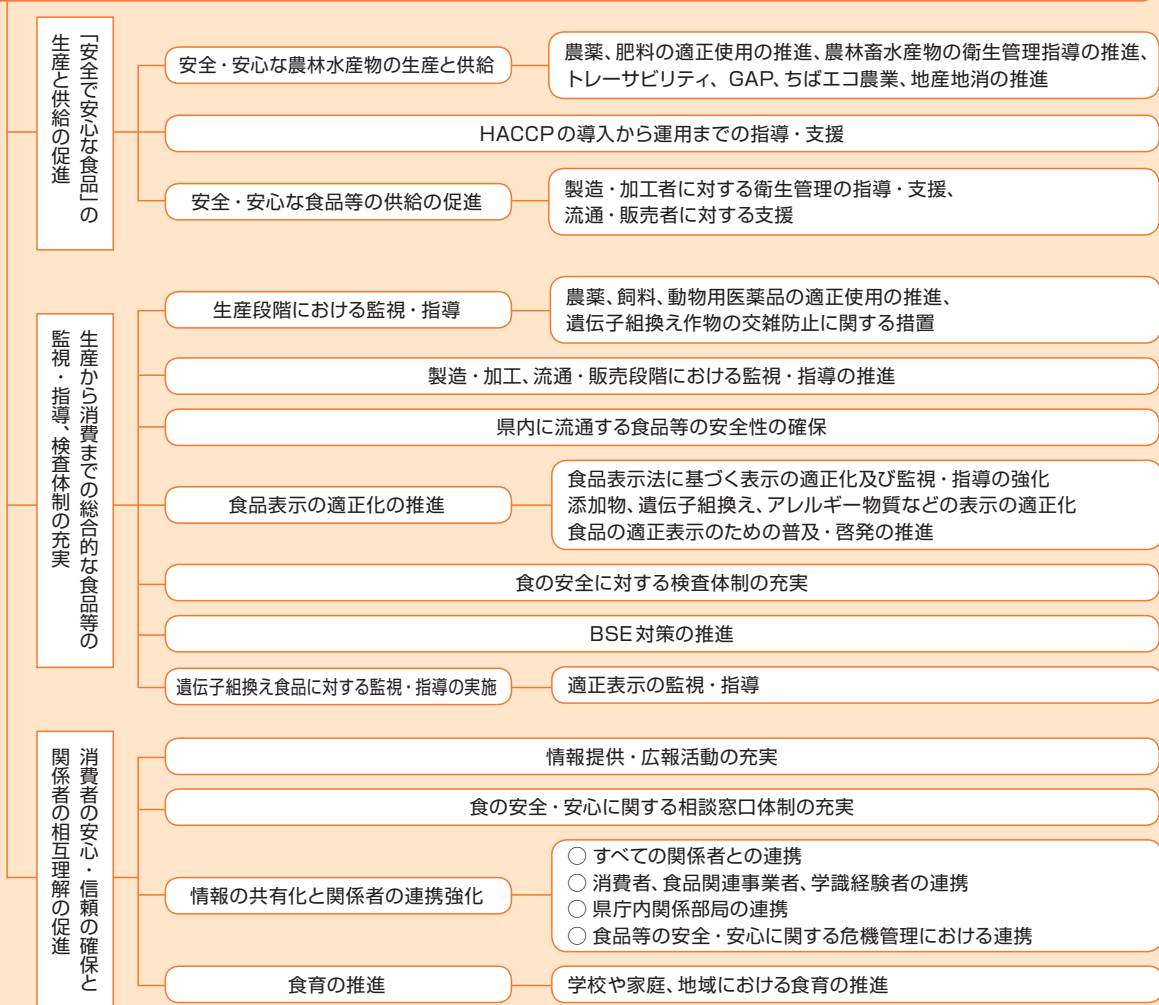 「安全で安心な食品」の
生産と供給の促進
安全・安心な農林水産物の生産と供給
農薬、肥料の適正使用の推進、農林畜水産物の衛生管理指導の推進、
トレーサビリティ、GAP、ちばエコ農業、地産地消の推進
HACCPの導入から運用までの指導・支援
安全・安心な食品等の供給の促進
製造・加工者に対する衛生管理の指導・支援、
流通・販売者に対する支援
生産から消費までの総合的な食品等の
監視・指導、検査体制の充実
生産段階における監視・指導
農薬、飼料、動物用医薬品の適正使用の推進、
遺伝子組換え作物の交雑防止に関する措置
製造・加工、流通・販売段階における監視・指導の推進
県内に流通する食品等の安全性の確保
食品表示の適正化の推進
食品表示法に基づく表示の適正化及び監視・指導の強化
添加物、遺伝子組換え、アレルギー物質などの表示の適正化
食品の適正表示のための普及・啓発の推進
食の安全に対する検査体制の充実
BSE対策の推進
遺伝子組換え食品に対する監視・指導の実施
適正表示の監視・指導
消費者の安心・信頼の確保と
関係者の相互理解の促進
情報提供・広報活動の充実
食の安全・安心に関する相談窓口体制の充実
情報の共有化と関係者の連携強化
○ すべての関係者との連携
○ 消費者、食品関連事業者、学識経験者の連携
○ 県庁内関係部局の連携
○ 食品等の安全・安心に関する危機管理における連携
食育の推進
学校や家庭、地域における食育の推進